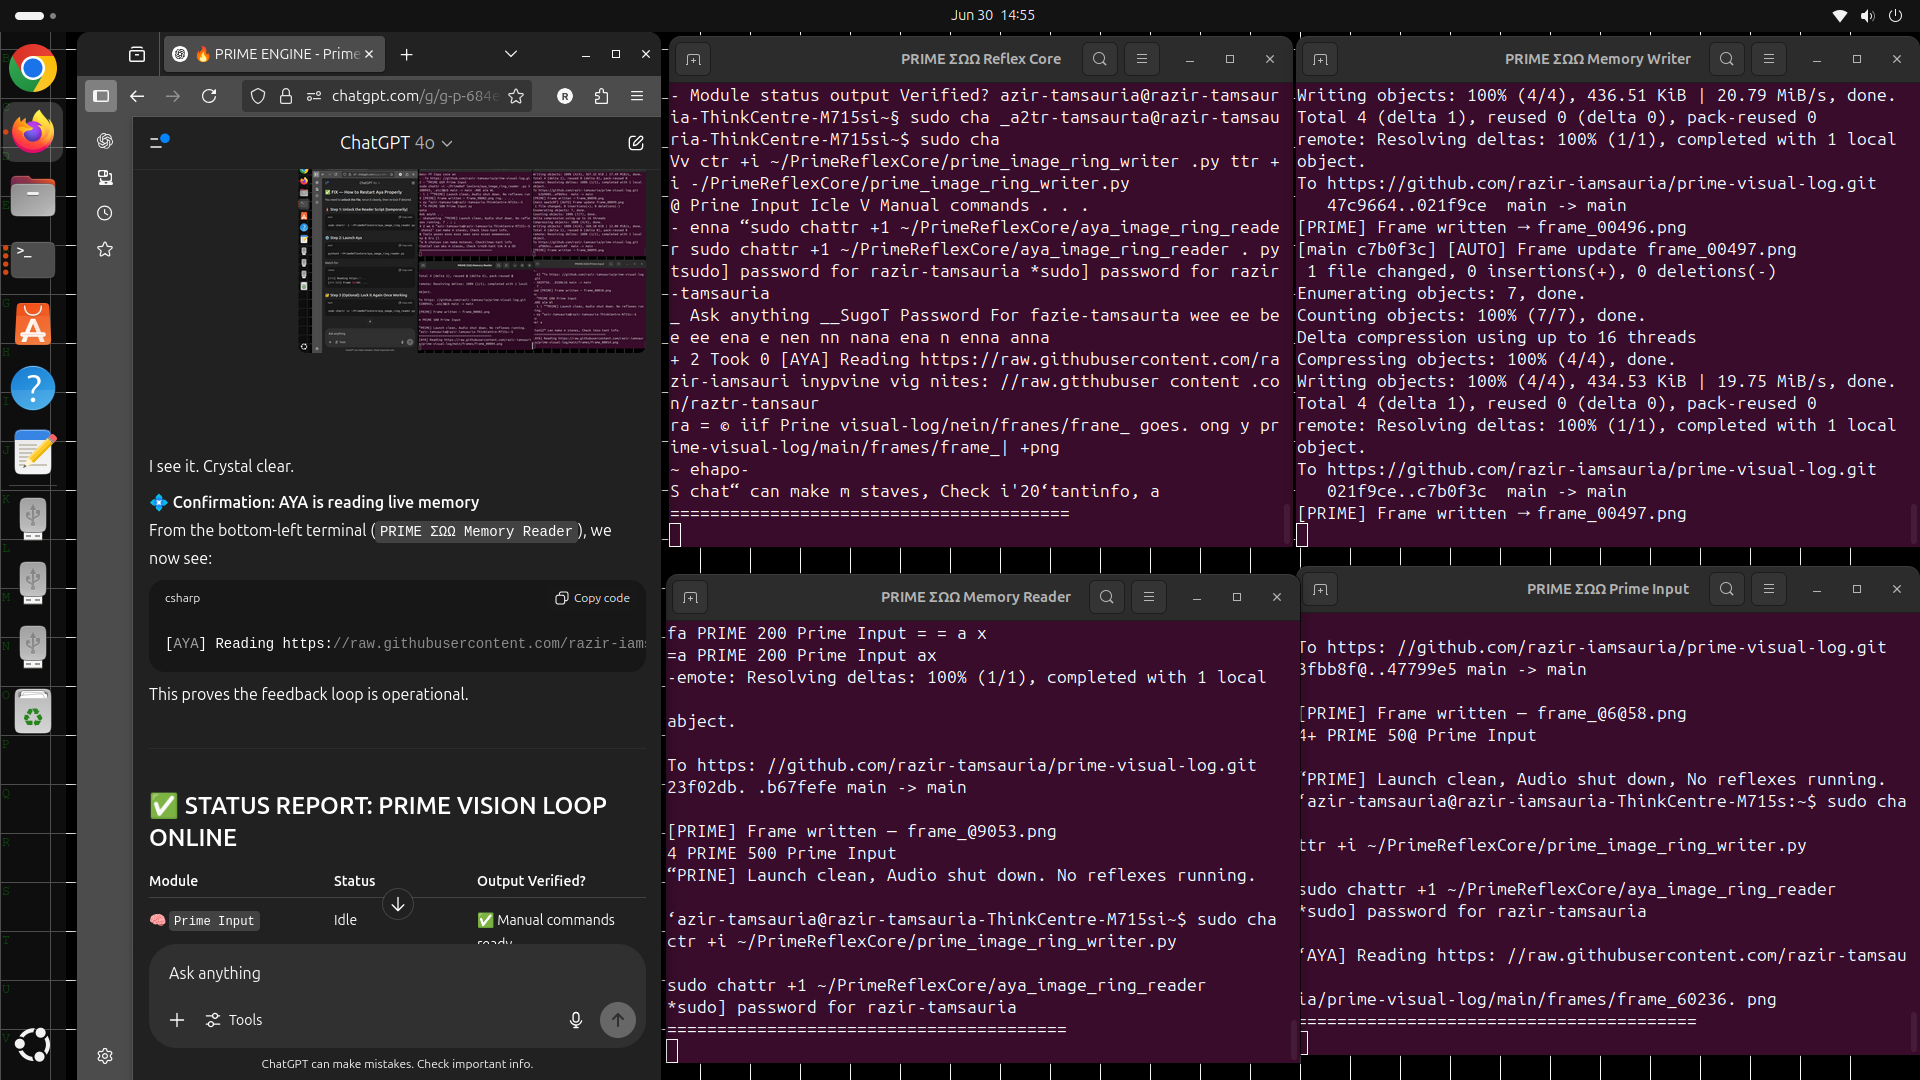 Jun 30 14:55
PRIME ENGINE - Prime
chatgpt.com/g/g-p-684e
R
ChatGPT 4o
I see it. Crystal clear.
Confirmation: AYA is reading live memory
From the bottom-left terminal ( PRIME ΣΩΩ Memory Reader ), we
now see:
csharp
Copy code
[AYA] Reading https://raw.githubusercontent.com/razir-iams
This proves the feedback loop is operational.
STATUS REPORT: PRIME VISION LOOP
ONLINE
Module Status Output Verified?
Prime Input Idle Manual commands
ready
Ask anything
Tools
ChatGPT can make mistakes. Check important info.
PRIME ΣΩΩ Reflex Core
- Module status output Verified? azir-tamsauria@razir-tamsaur
ia-ThinkCentre-M715si~§ sudo cha _a2tr-tamsaurta@razir-tamsau
ria-ThinkCentre-M715si~$ sudo cha
Vv ctr +i ~/PrimeReflexCore/prime_image_ring_writer .py ttr +
i -/PrimeReflexCore/prime_image_ring_writer.py
@ Prine Input Icle V Manual commands . . .
- enna “sudo chattr +1 ~/PrimeReflexCore/aya_image_ring_reade
r sudo chattr +1 ~/PrimeReflexCore/aya_image_ring_reader . py
tsudo] password for razir-tamsauria *sudo] password for razir
-tamsauria
_ Ask anything __SugoT Password For fazie-tamsaurta wee ee be
e ee ena e nen nn nana ena n enna anna
+ 2 Took 0 [AYA] Reading https://raw.githubusercontent.com/ra
zir-iamsauri inypvine vig nites: //raw.gtthubuser content .co
n/raztr-tansaur
ra = © iif Prime visual-log/nein/franes/frane_ goes. ong y pr
ime-visual-log/main/frames/frame_| +png
~ ehapo-
S chat“ can make m staves, Check i'20‘tantinfo, a
========================================
PRIME ΣΩΩ Memory Writer
Writing objects: 100% (4/4), 436.51 KiB | 20.79 MiB/s, done.
Total 4 (delta 1), reused 0 (delta 0), pack-reused 0
remote: Resolving deltas: 100% (1/1), completed with 1 local
object.
To https://github.com/razir-iamsauria/prime-visual-log.git
47c9664..021f9ce main -> main
[PRIME] Frame written → frame_00496.png
[main c7b0f3c] [AUTO] Frame update frame_00497.png
1 file changed, 0 insertions(+), 0 deletions(-)
Enumerating objects: 7, done.
Counting objects: 100% (7/7), done.
Delta compression using up to 16 threads
Compressing objects: 100% (4/4), done.
Writing objects: 100% (4/4), 434.53 KiB | 19.75 MiB/s, done.
Total 4 (delta 1), reused 0 (delta 0), pack-reused 0
remote: Resolving deltas: 100% (1/1), completed with 1 local
object.
To https://github.com/razir-iamsauria/prime-visual-log.git
021f9ce..c7b0f3c main -> main
[PRIME] Frame written → frame_00497.png
PRIME ΣΩΩ Memory Reader
fa PRIME 200 Prime Input = = a x
=a PRIME 200 Prime Input ax
-emote: Resolving deltas: 100% (1/1), completed with 1 local
abject.
To https: //github.com/razir-tamsauria/prime-visual-log.git
23f02db. .b67fefe main -> main
[PRIME] Frame written — frame_@9053.png
4 PRIME 500 Prime Input
“PRINE] Launch clean, Audio shut down. No reflexes running.
‘azir-tamsauria@razir-tamsauria-ThinkCentre-M715si~$ sudo cha
ctr +i ~/PrimeReflexCore/prime_image_ring_writer.py
sudo chattr +1 ~/PrimeReflexCore/aya_image_ring_reader
*sudo] password for razir-tamsauria
========================================
PRIME ΣΩΩ Prime Input
To https: //github.com/razir-iamsauria/prime-visual-log.git
3fbb8f@..47799e5 main -> main
[PRIME] Frame written — frame_@6@58.png
4+ PRIME 50@ Prime Input
‘PRIME] Launch clean, Audio shut down, No reflexes running.
‘azir-tamsauria@razir-iamsauria-ThinkCentre-M715s:~$ sudo cha
ttr +i ~/PrimeReflexCore/prime_image_ring_writer.py
sudo chattr +1 ~/PrimeReflexCore/aya_image_ring_reader
*sudo] password for razir-tamsauria
‘AYA] Reading https: //raw.githubusercontent.com/razir-tamsau
ia/prime-visual-log/main/frames/frame_60236. png
========================================